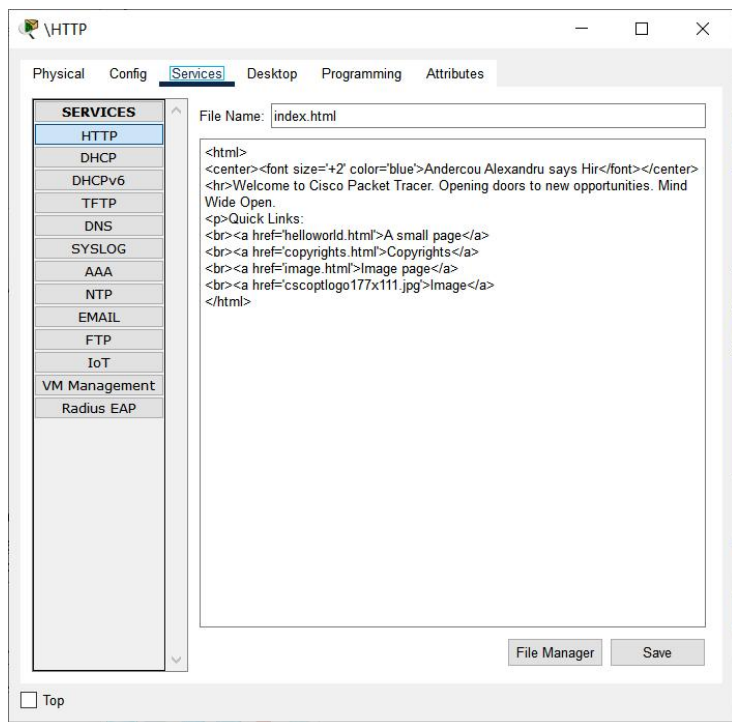 \HTTP
Physical Config Services Desktop Programming Attributes
SERVICES
HTTP
DHCP
DHCPv6
TFTP
DNS
SYSLOG
AAA
NTP
EMAIL
FTP
IoT
VM Management
Radius EAP
File Name: index.html
<html>
<center><font size='+2' color='blue'>Andercou Alexandru says Hir</font></center>
<hr>Welcome to Cisco Packet Tracer. Opening doors to new opportunities. Mind
Wide Open.
<p>Quick Links:
<br><a href='helloworld.html'>A small page</a>
<br><a href='copyrights.html'>Copyrights</a>
<br><a href='image.html'>Image page</a>
<br><a href='cscoptlogo177x111.jpg'>Image</a>
</html>
File Manager Save
Top